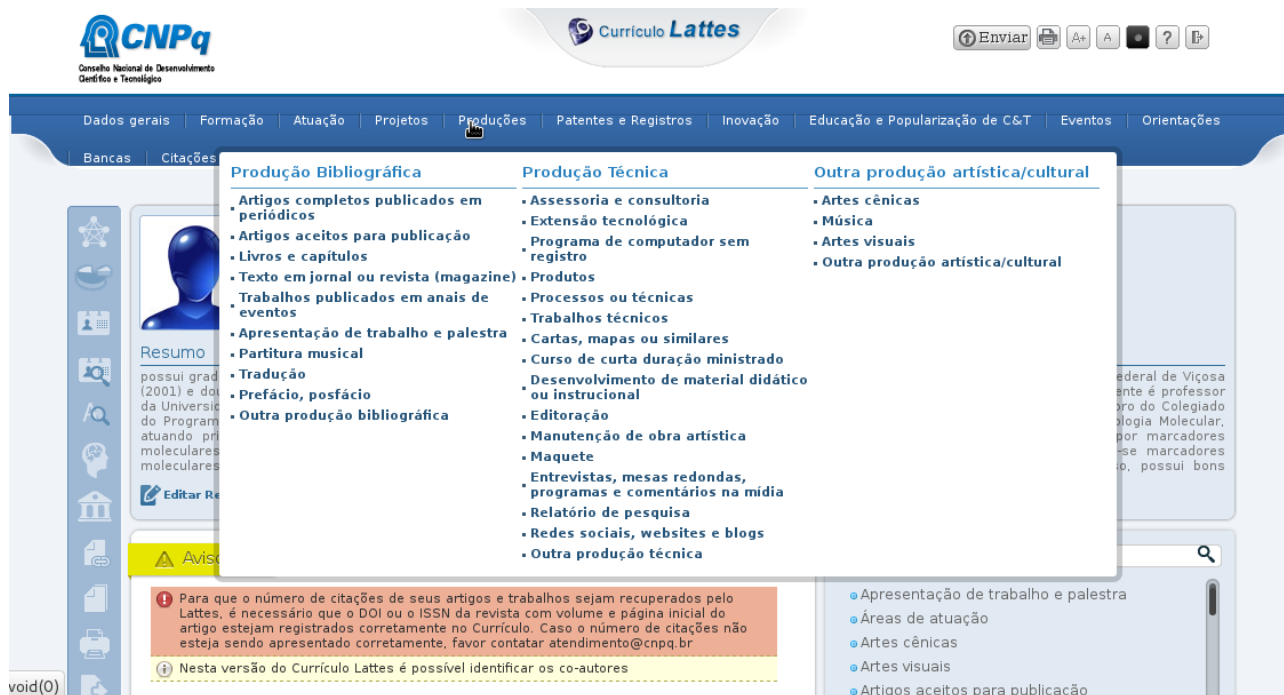 CNPq
Conselho Nacional de Desenvolvimento
Científico e Tecnológico
Currículo Lattes
Enviar A+ A ?
Dados gerais Formação Atuação Projetos Produções Patentes e Registros Inovação Educação e Popularização de C&T Eventos Orientações
Bancas Citações
Produção Bibliográfica
Artigos completos publicados em
periódicos
Artigos aceitos para publicação
Livros e capítulos
Texto em jornal ou revista (magazine)
Trabalhos publicados em anais de
eventos
Apresentação de trabalho e palestra
Partitura musical
Tradução
Prefácio, posfácio
Outra produção bibliográfica
Produção Técnica
Assessoria e consultoria
Extensão tecnológica
Programa de computador sem
registro
Produtos
Processos ou técnicas
Trabalhos técnicos
Cartas, mapas ou similares
Curso de curta duração ministrado
Desenvolvimento de material didático
ou instrucional
Editoração
Manutenção de obra artística
Maquete
Entrevistas, mesas redondas,
programas e comentários na mídia
Relatório de pesquisa
Redes sociais, websites e blogs
Outra produção técnica
Outra produção artística/cultural
Artes cênicas
Música
Artes visuais
Outra produção artística/cultural
Resumo
possui grad
(2001) e dou
da Universid
do Program
atuando pri
moleculares
moleculares
ederal de Viçosa
ente é professor
ro do Colegiado
ologia Molecular,
por marcadores
-se marcadores
o, possui bons
Editar Re
Aviso
Para que o número de citações de seus artigos e trabalhos sejam recuperados pelo
Lattes, é necessário que o DOI ou o ISSN da revista com volume e página inicial do
artigo estejam registrados corretamente no Currículo. Caso o número de citações não
esteja sendo apresentado corretamente, favor contatar atendimento@cnpq.br
Nesta versão do Currículo Lattes é possível identificar os co-autores
Apresentação de trabalho e palestra
Áreas de atuação
Artes cênicas
Artes visuais
Artigos aceitos para publicação
void(0)